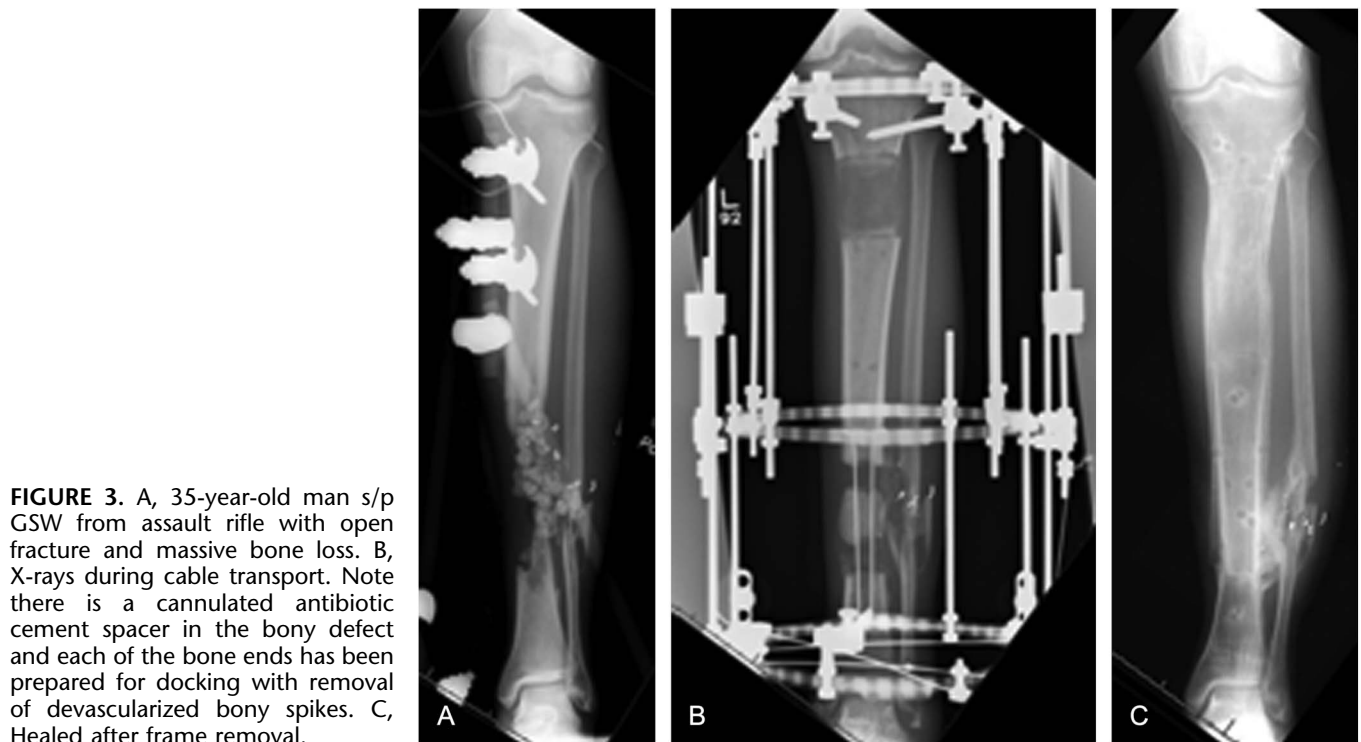 FIGURE 3. A, 35-year-old man s/p
GSW from assault rifle with open
fracture and massive bone loss. B,
X-rays during cable transport. Note
there is a cannulated antibiotic
cement spacer in the bony defect
and each of the bone ends has been
prepared for docking with removal
of devascularized bony spikes. C,
Healed after frame removal.
L
92
A
B
C